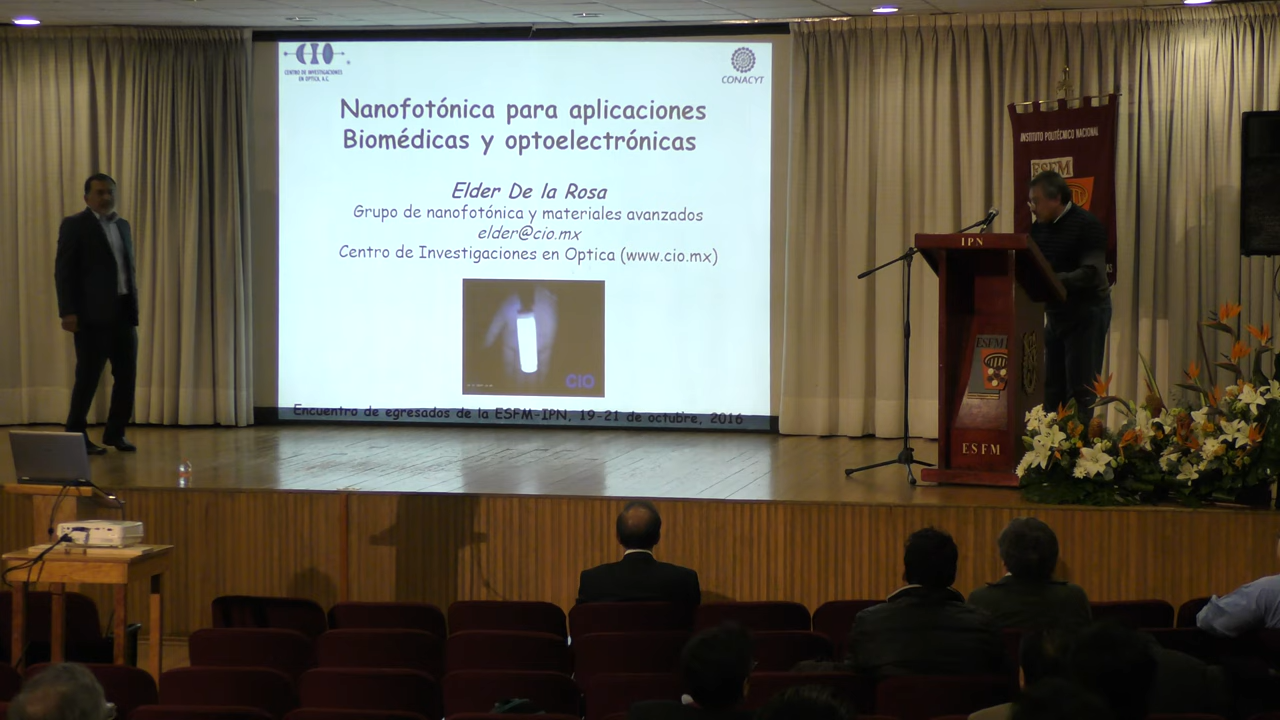 CIO
CENTRO DE INVESTIGACIONES
EN OPTICA, A.C.
CONACYT
Nanofotónica para aplicaciones
Biomédicas y optoelectrónicas
Elder De la Rosa
Grupo de nanofotónica y materiales avanzados
elder@cio.mx
Centro de Investigaciones en Optica (www.cio.mx)
CIO
Encuentro de egresados de la ESFM-IPN, 19-21 de octubre, 2016
INSTITUTO POLITÉCNICO NACIONAL
ESFM
IPN
ESFM
ESFM